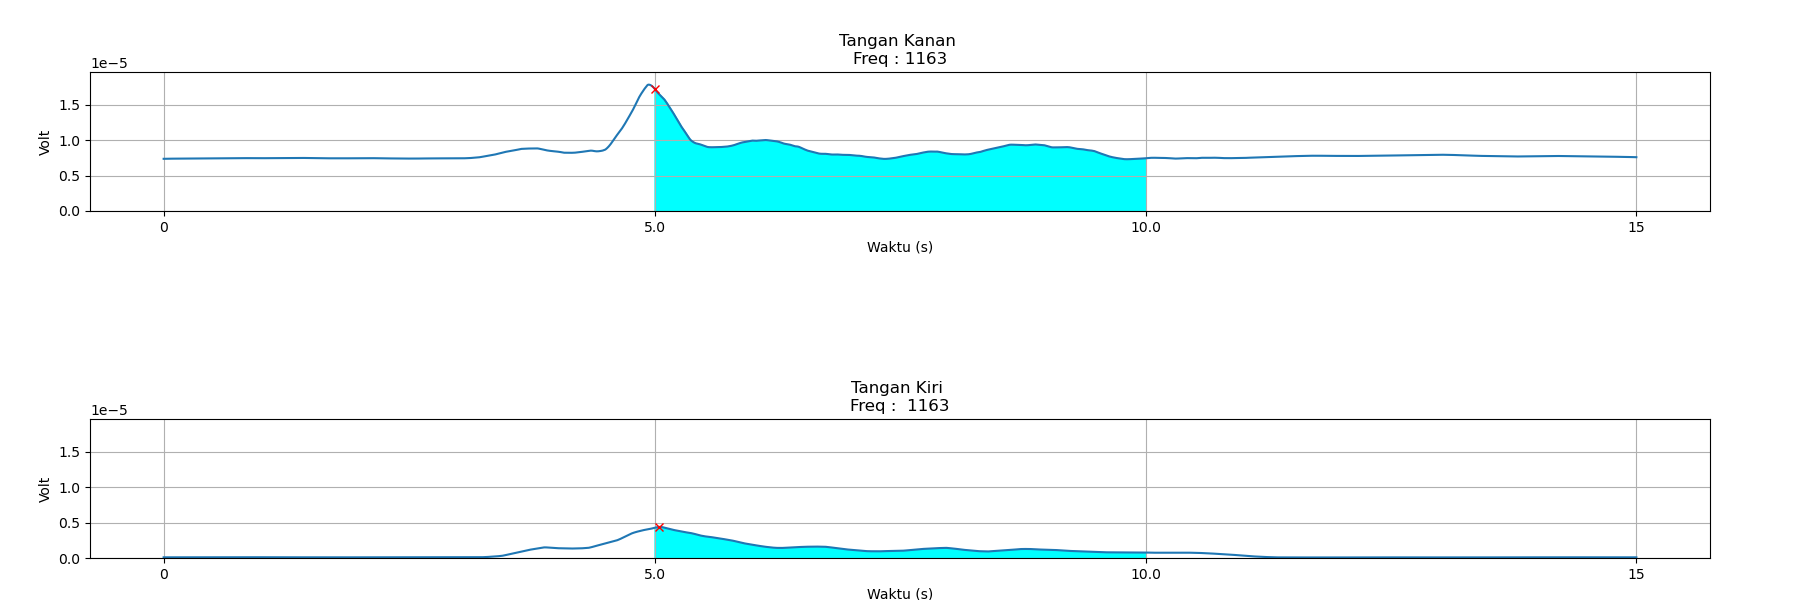 Tangan Kanan
Freq : 1163
1e−5
1.5
1.0
0.5
0.0
Volt
0 5.0 10.0 15
Waktu (s)
Tangan Kiri
Freq :  1163
1e−5
1.5
1.0
0.5
0.0
Volt
0 5.0 10.0 15
Waktu (s)